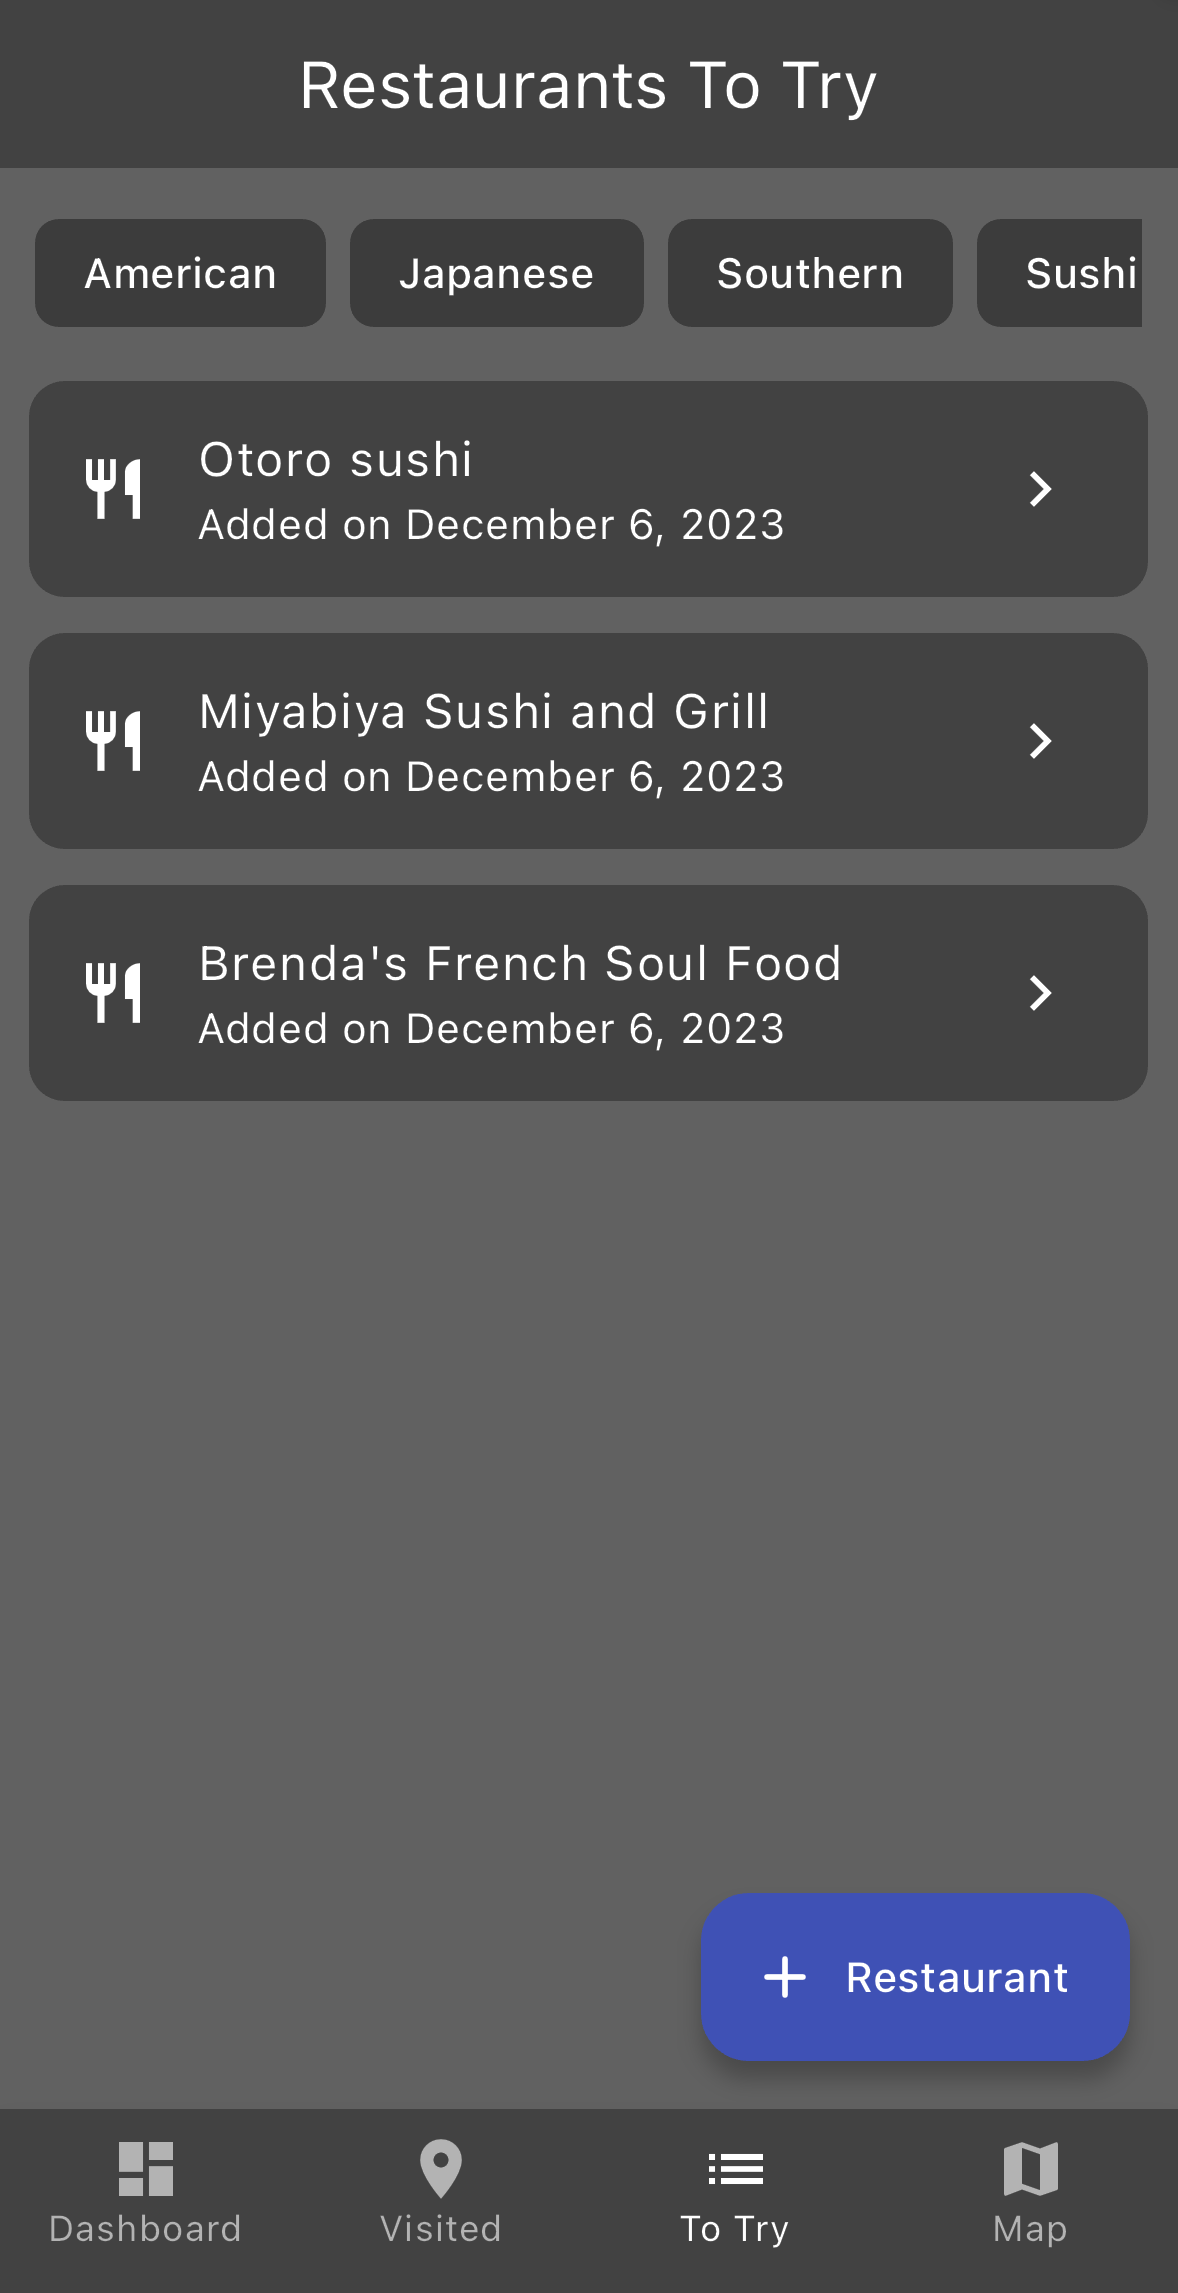 Restaurants To Try
American Japanese Southern Sushi
Otoro sushi
Added on December 6, 2023
Miyabiya Sushi and Grill
Added on December 6, 2023
Brenda's French Soul Food
Added on December 6, 2023
+ Restaurant
Dashboard Visited To Try Map